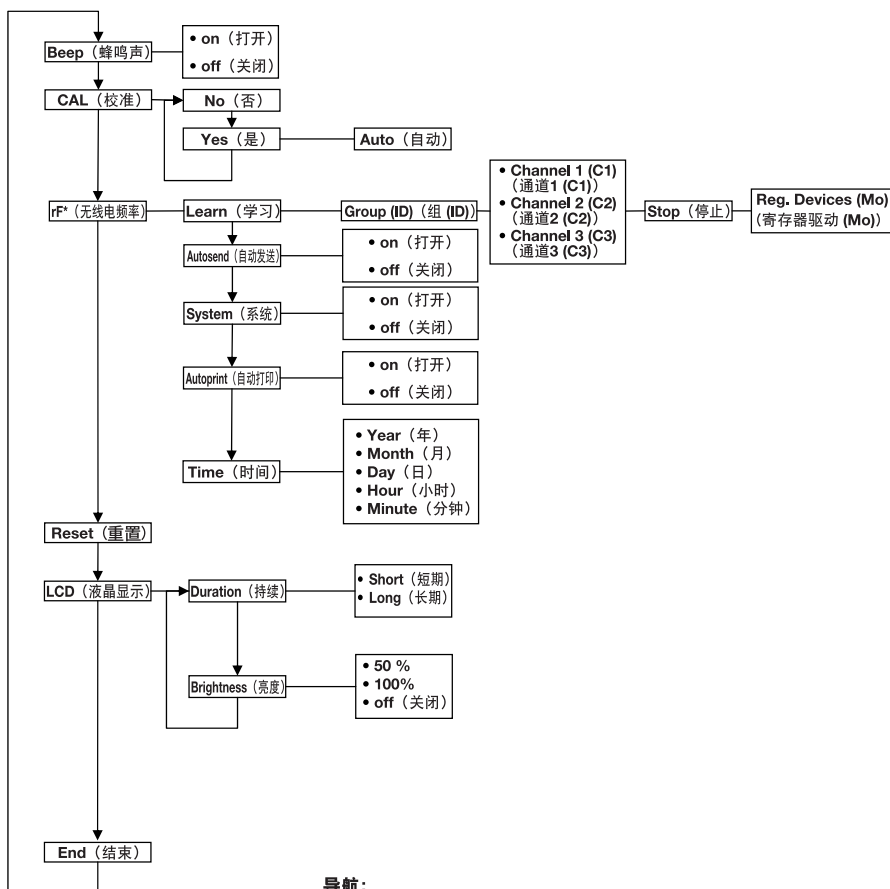 Beep（蜂鸣声）
• on（打开）
• off（关闭）
CAL（校准）
No（否）
Yes（是）
Auto（自动）
rF*（无线电频率）
Learn（学习）
Group (ID)（组 (ID)）
• Channel 1 (C1)
（通道1 (C1)）
• Channel 2 (C2)
（通道2 (C2)）
• Channel 3 (C3)
（通道3 (C3)）
Stop（停止）
Reg. Devices (Mo)
（寄存器驱动 (Mo)）
Autosend（自动发送）
• on（打开）
• off（关闭）
System（系统）
• on（打开）
• off（关闭）
Autoprint（自动打印）
• on（打开）
• off（关闭）
Time（时间）
• Year（年）
• Month（月）
• Day（日）
• Hour（小时）
• Minute（分钟）
Reset（重置）
LCD（液晶显示）
Duration（持续）
• Short（短期）
• Long（长期）
Brightness（亮度）
• 50 %
• 100%
• off（关闭）
End（结束）
导航：